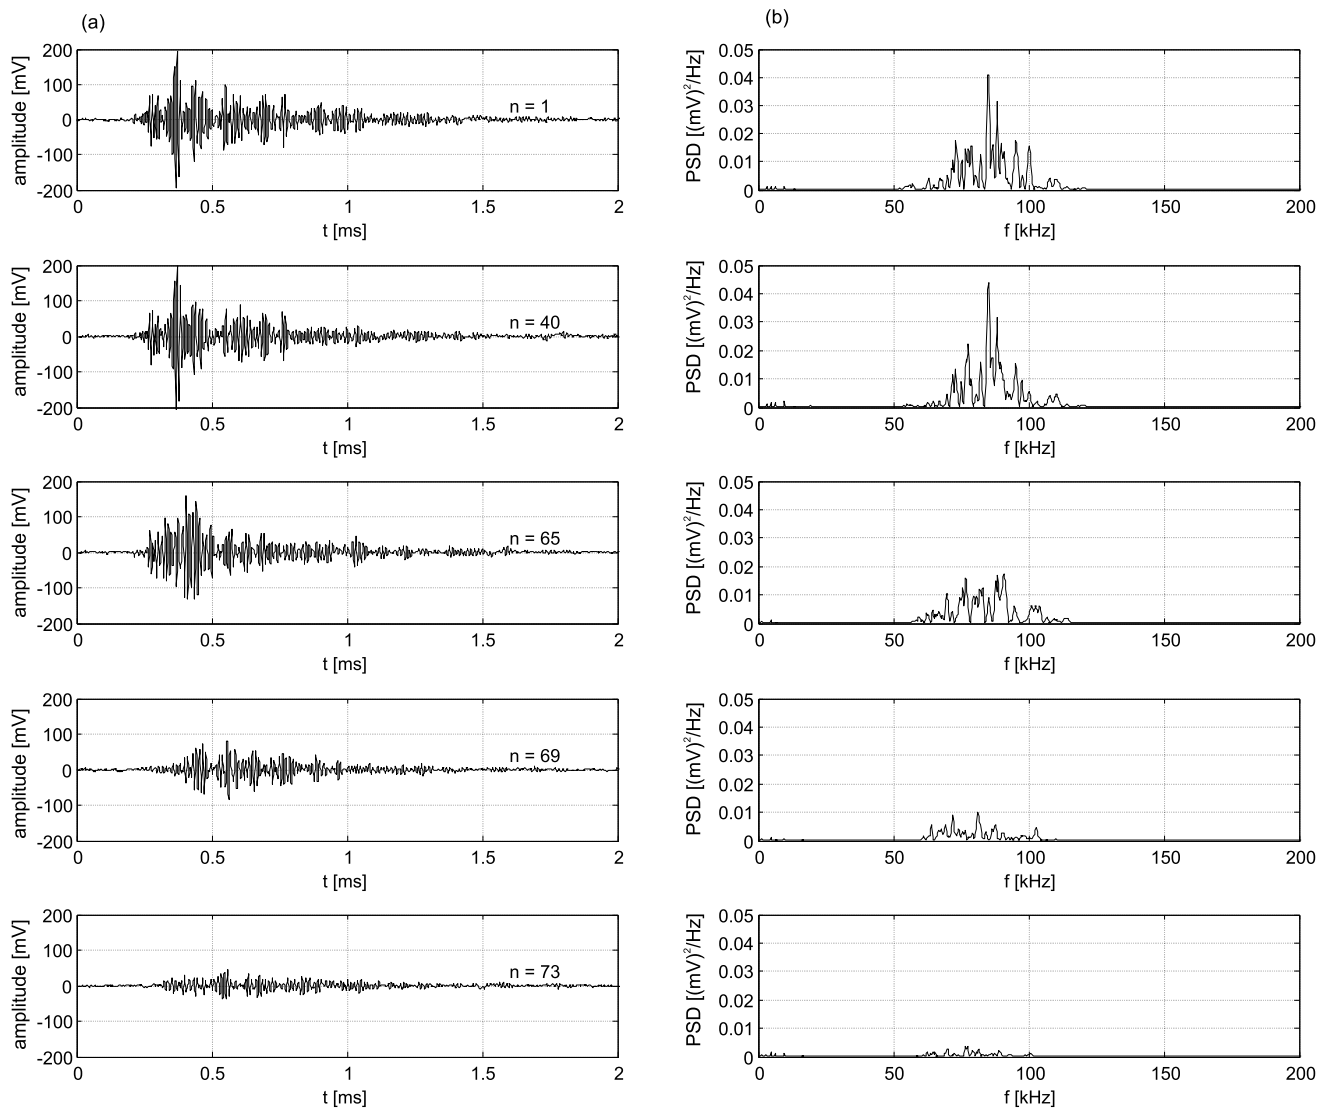 (a) (b)
200 0.05
amplitude [mV] 100 0.04
0 n = 1 PSD [(mV)²/Hz] 0.03
-100 0.02
-200 0.01
0
0 0.5 1 1.5 2 0 50 100 150 200
t [ms] f [kHz]
200 0.05
amplitude [mV] 100 0.04
0 n = 40 PSD [(mV)²/Hz] 0.03
-100 0.02
-200 0.01
0
0 0.5 1 1.5 2 0 50 100 150 200
t [ms] f [kHz]
200 0.05
amplitude [mV] 100 0.04
0 n = 65 PSD [(mV)²/Hz] 0.03
-100 0.02
-200 0.01
0
0 0.5 1 1.5 2 0 50 100 150 200
t [ms] f [kHz]
200 0.05
amplitude [mV] 100 0.04
0 n = 69 PSD [(mV)²/Hz] 0.03
-100 0.02
-200 0.01
0
0 0.5 1 1.5 2 0 50 100 150 200
t [ms] f [kHz]
200 0.05
amplitude [mV] 100 0.04
0 n = 73 PSD [(mV)²/Hz] 0.03
-100 0.02
-200 0.01
0
0 0.5 1 1.5 2 0 50 100 150 200
t [ms] f [kHz]